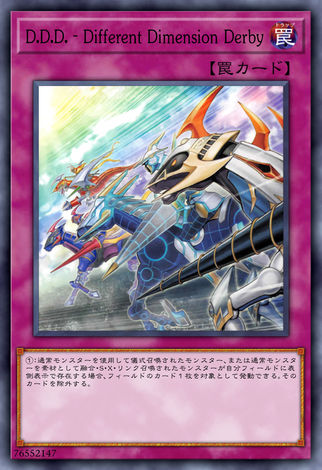 D.D.D. - Different Dimension Derby
トラップ
罠
【罠カード】
①:通常モンスターを使用して儀式召喚されたモンスター、または通常モンスタ
ーを素材として融合・S・X・リンク召喚されたモンスターが自分フィールドに表
側表示で存在する場合、フィールドのカード１枚を対象として発動できる。その
カードを除外する。
76552147